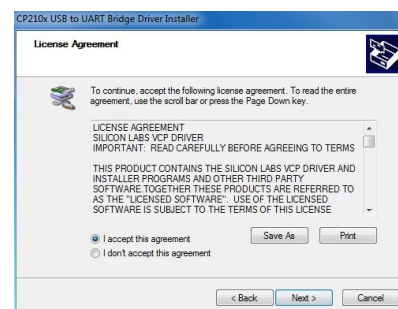 CP210x USB to UART Bridge Driver Installer
License Agreement
To continue, accept the following license agreement. To read the entire
agreement, use the scroll bar or press the Page Down key.
LICENSE AGREEMENT
SILICON LABS VCP DRIVER
IMPORTANT: READ CAREFULLY BEFORE AGREEING TO TERMS
THIS PRODUCT CONTAINS THE SILICON LABS VCP DRIVER AND
INSTALLER PROGRAMS AND OTHER THIRD PARTY
SOFTWARE.TOGETHER THESE PRODUCTS ARE REFERRED TO
AS THE "LICENSED SOFTWARE". USE OF THE LICENSED
SOFTWARE IS SUBJECT TO THE TERMS OF THIS LICENSE
I accept this agreement
Save As
Print
I don't accept this agreement
< Back
Next >
Cancel